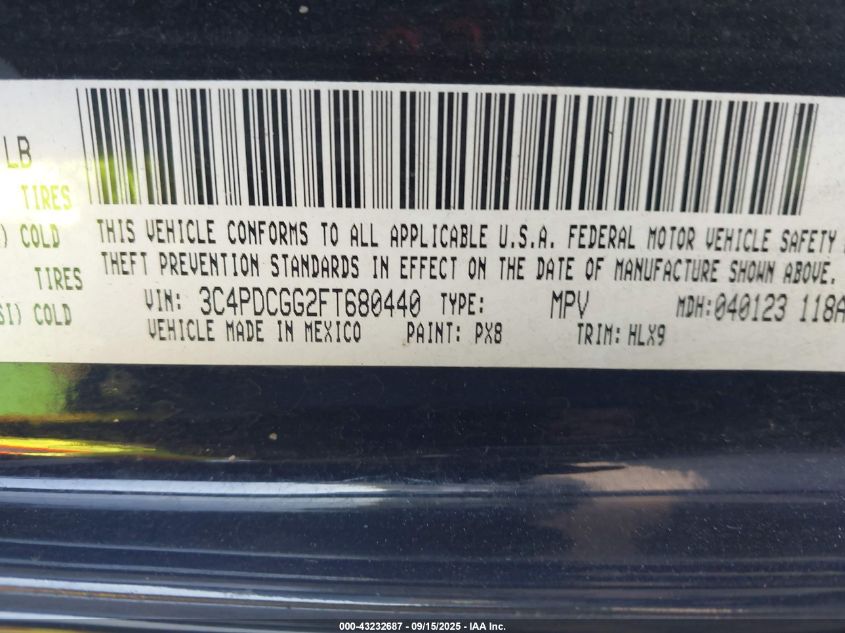 LB
TIRES
) COLD
TIRES
SI) COLD
THIS VEHICLE CONFORMS TO ALL APPLICABLE U.S.A. FEDERAL MOTOR VEHICLE SAFETY
THEFT PREVENTION STANDARDS IN EFFECT ON THE DATE OF MANUFACTURE SHOWN ABOVE.
VIN: 3C4PDCGG2FT680440 TYPE: MPV MDH:040123 118A
VEHICLE MADE IN MEXICO PAINT: PX8 TRIM: HLX9
000-43232687 - 09/15/2025 - IAA Inc.